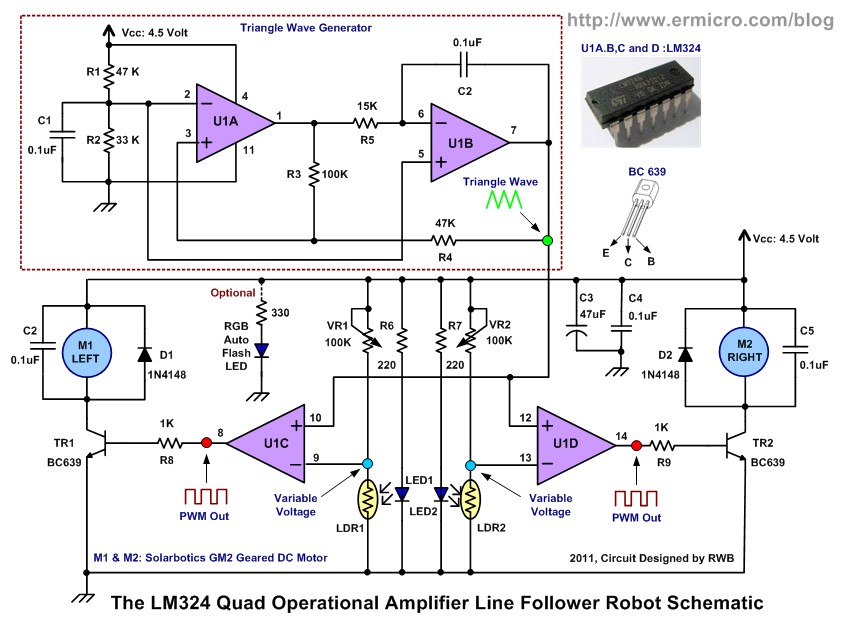 http://www.ermicro.com/blog
Triangle Wave Generator
Vcc: 4.5 Volt
0.1uF
C2
U1A.B,C and D :LM324
R1
47 K
2
4
U1A
1
15K
R5
6
U1B
7
C1
0.1uF
R2
33 K
3
11
5
R3
100K
Triangle Wave
BC 639
E
C
B
47K
R4
Vcc: 4.5 Volt
Optional
330
RGB
Auto
Flash
LED
C2
0.1uF
M1
LEFT
D1
1N4148
VR1
100K
R6
220
R7
220
VR2
100K
C3
47uF
C4
0.1uF
D2
1N4148
M2
RIGHT
C5
0.1uF
TR1
BC639
1K
R8
8
U1C
10
9
12
13
U1D
14
1K
R9
TR2
BC639
PWM Out
Variable
Voltage
LDR1
LED1
LED2
LDR2
Variable
Voltage
PWM Out
M1 & M2: Solarbotics GM2 Geared DC Motor
2011, Circuit Designed by RWB
The LM324 Quad Operational Amplifier Line Follower Robot Schematic